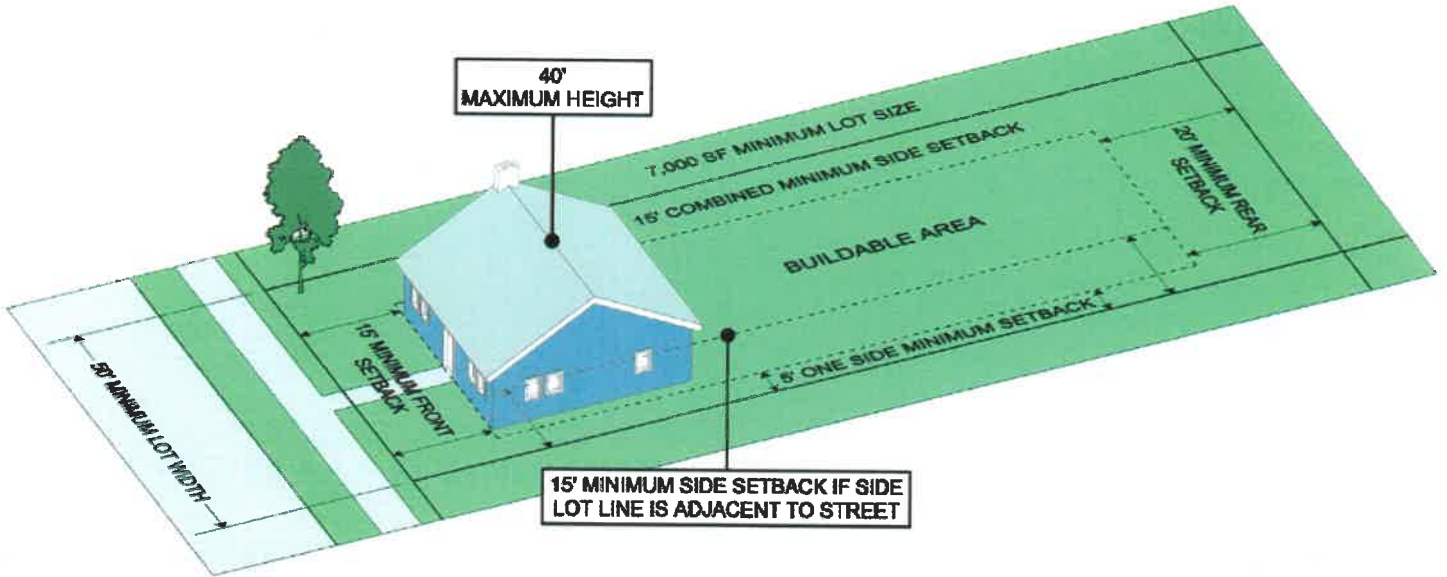 40'
MAXIMUM HEIGHT
7,000 SF MINIMUM LOT SIZE
15' COMBINED MINIMUM SIDE SETBACK
20' MINIMUM REAR
SETBACK
BUILDABLE AREA
15' MINIMUM FRONT
SETBACK
5' ONE SIDE MINIMUM SETBACK
50' MINIMUM LOT WIDTH
15' MINIMUM SIDE SETBACK IF SIDE
LOT LINE IS ADJACENT TO STREET